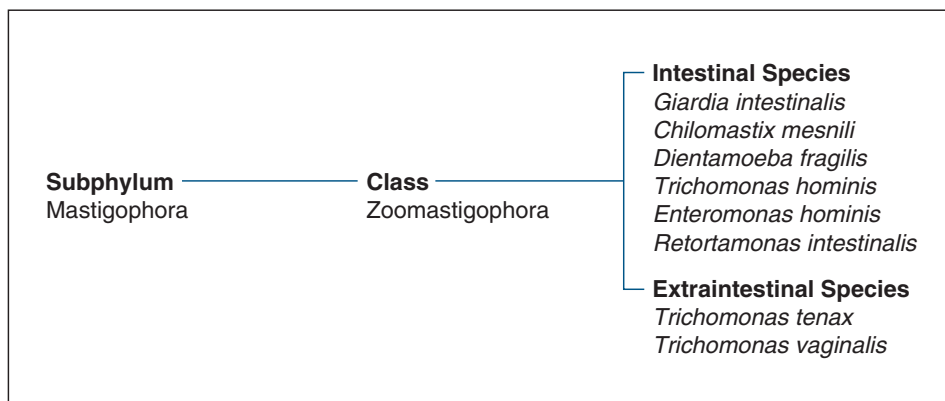 Subphylum
Mastigophora
Class
Zoomastigophora
Intestinal Species
Giardia intestinalis
Chilomastix mesnili
Dientamoeba fragilis
Trichomonas hominis
Enteromonas hominis
Retortamonas intestinalis
Extraintestinal Species
Trichomonas tenax
Trichomonas vaginalis